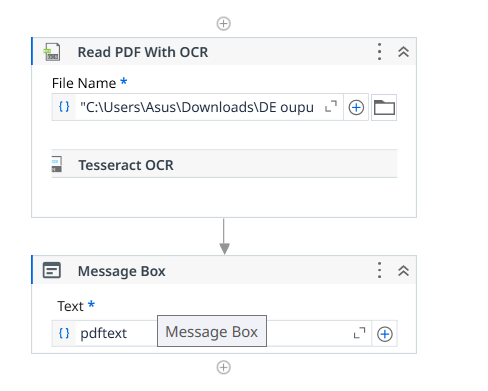 Read PDF With OCR
File Name *
{} "C:\Users\Asus\Downloads\DE oupu
Tesseract OCR
Message Box
Text *
{} pdftext
Message Box